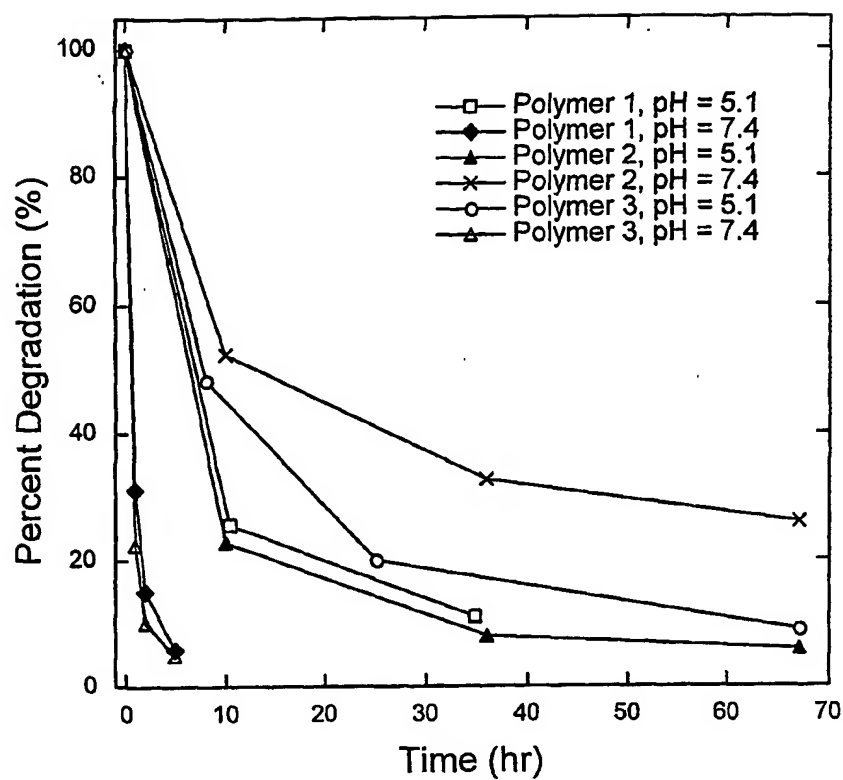 100
80
60
40
20
0
Percent Degradation (%)
Polymer 1, pH = 5.1
Polymer 1, pH = 7.4
Polymer 2, pH = 5.1
Polymer 2, pH = 7.4
Polymer 3, pH = 5.1
Polymer 3, pH = 7.4
0 10 20 30 40 50 60 70
Time (hr)